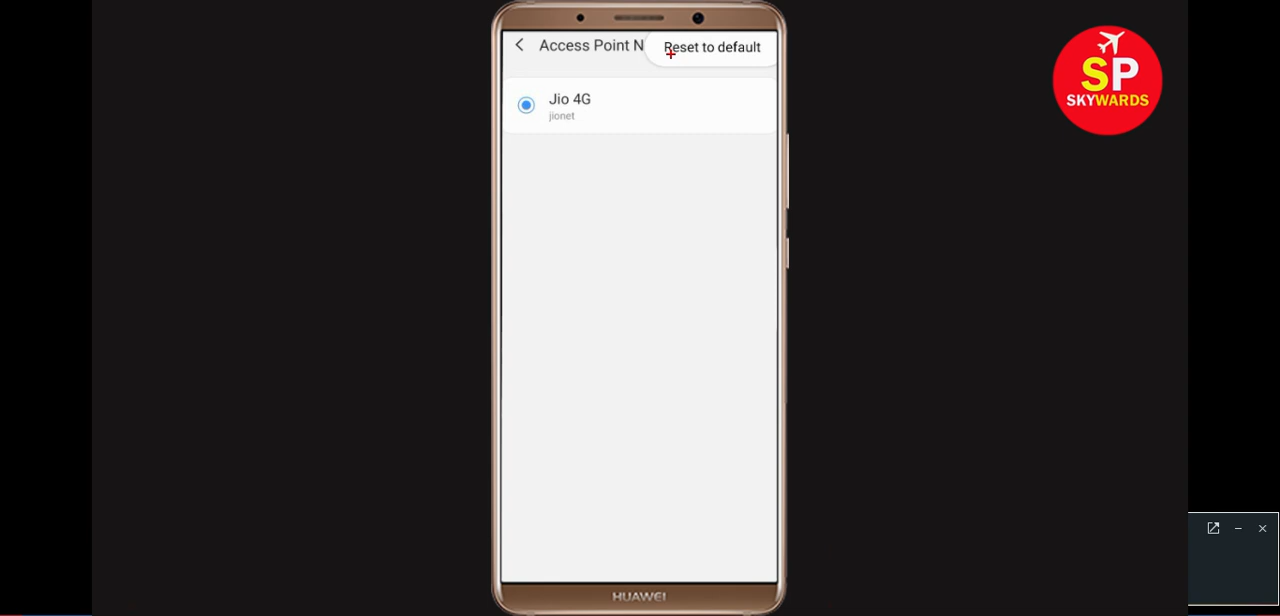 Access Point N
Reset to default
Jio 4G
jionet
HUAWEI
SP
SKYWARDS